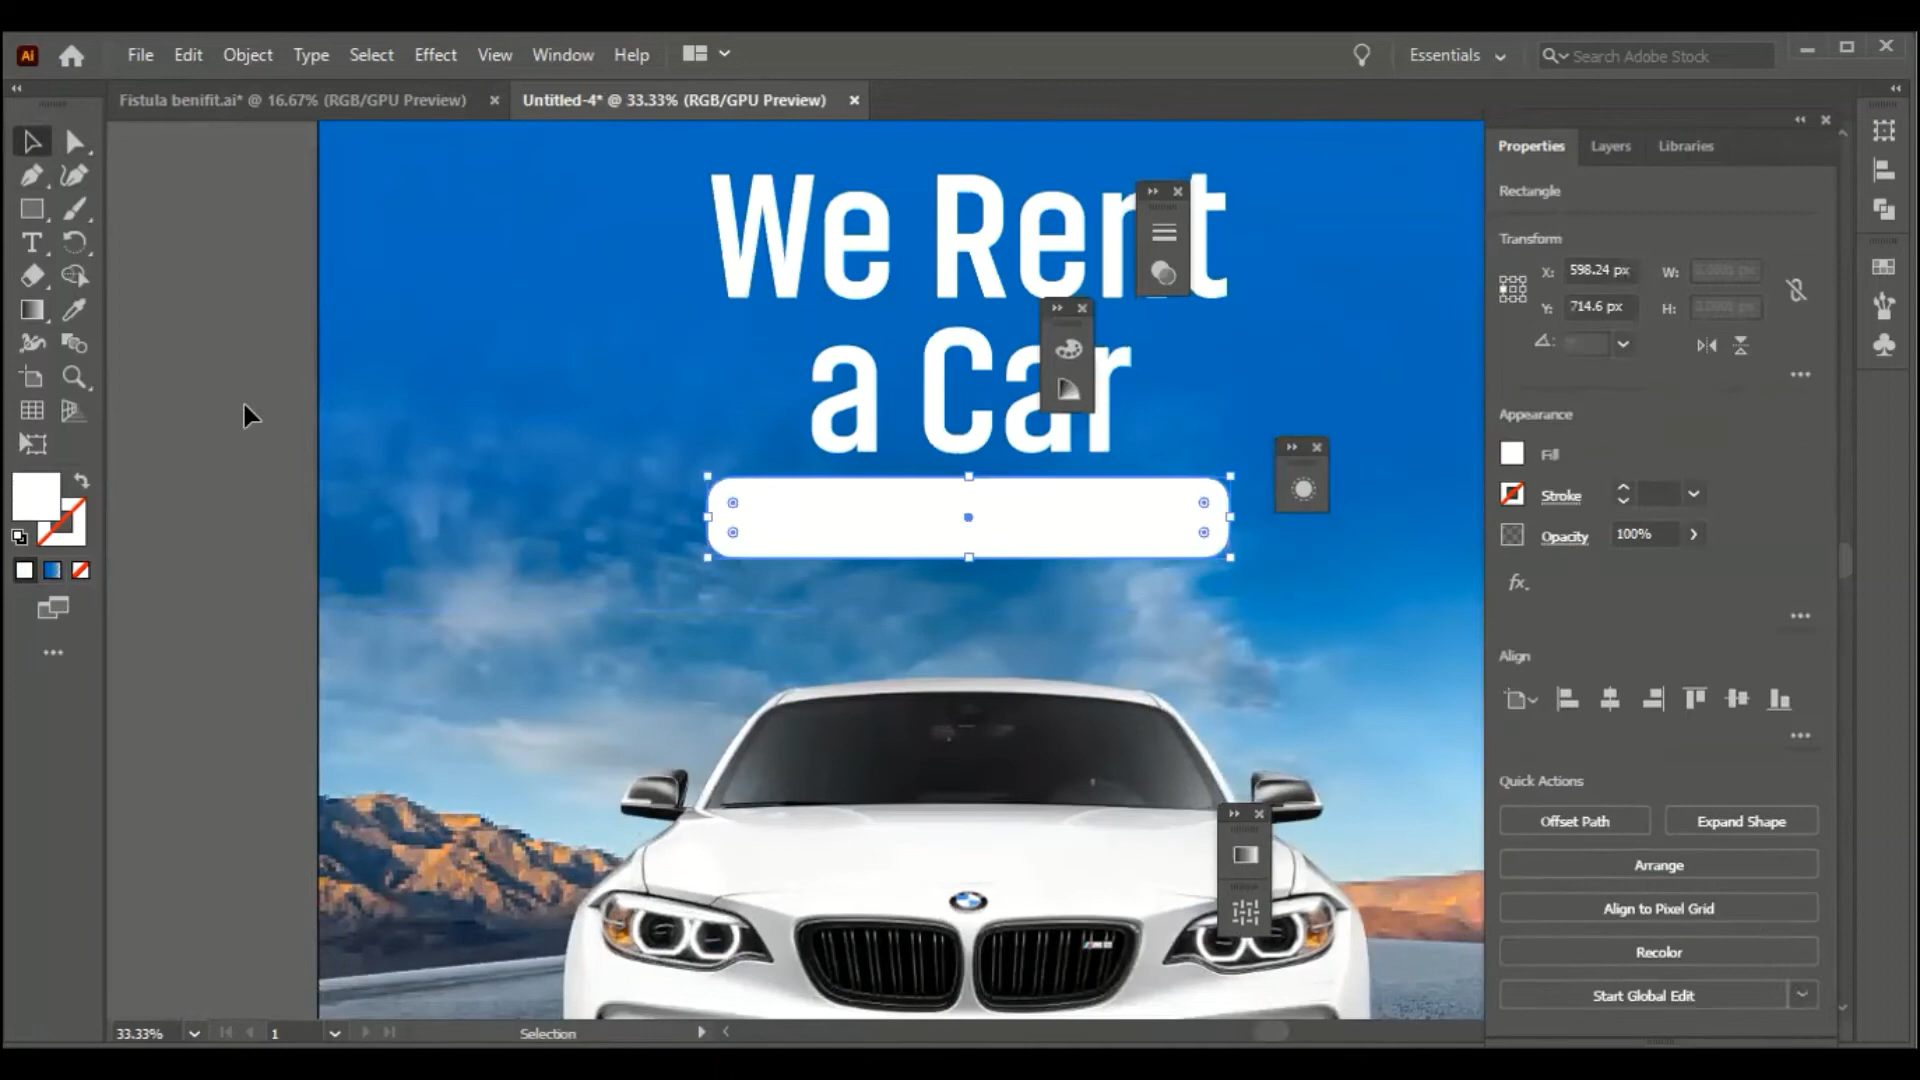 Ai File Edit Object Type Select Effect View Window Help Essentials Search Adobe Stock
Fistula benifit.ai* @ 16.67% (RGB/GPU Preview) Untitled-4* @ 33.33% (RGB/GPU Preview)
Properties Layers Libraries
Rectangle
Transform
X: 598.24 px W:
Y: 714.6 px H:
Appearance
Fill
Stroke
Opacity 100%
fx.
Align
Quick Actions
Offset Path Expand Shape
Arrange
Align to Pixel Grid
Recolor
Start Global Edit
We Rent
a Car
33.33% 1 Selection